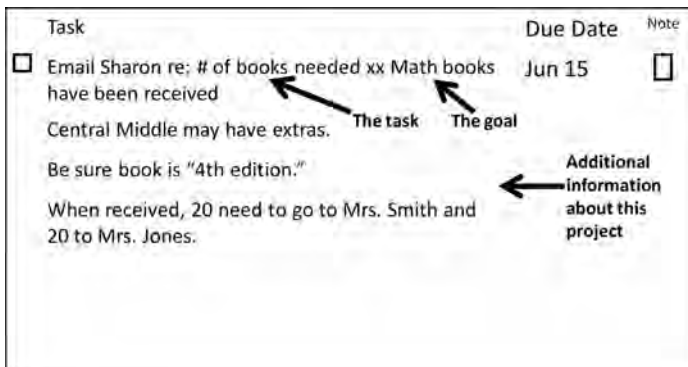 Task Due Date Note
Email Sharon re: # of books needed xx Math books Jun 15
have been received
The task The goal
Central Middle may have extras.
Be sure book is "4th edition."
Additional
information
about this
project
When received, 20 need to go to Mrs. Smith and
20 to Mrs. Jones.